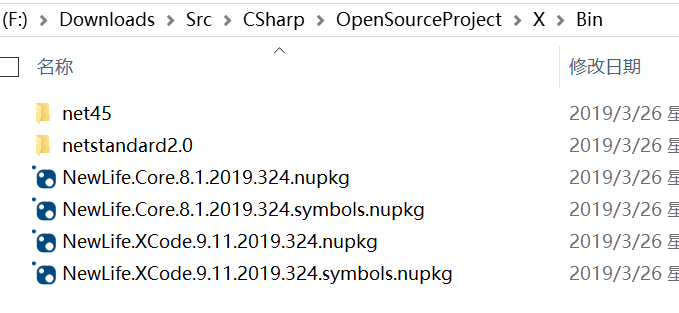 (F:) > Downloads > Src > CSharp > OpenSourceProject > X > Bin
名称 修改日期
net45 2019/3/26 星
netstandard2.0 2019/3/26 星
NewLife.Core.8.1.2019.324.nupkg 2019/3/26 星
NewLife.Core.8.1.2019.324.symbols.nupkg 2019/3/26 星
NewLife.XCode.9.11.2019.324.nupkg 2019/3/26 星
NewLife.XCode.9.11.2019.324.symbols.nupkg 2019/3/26 星